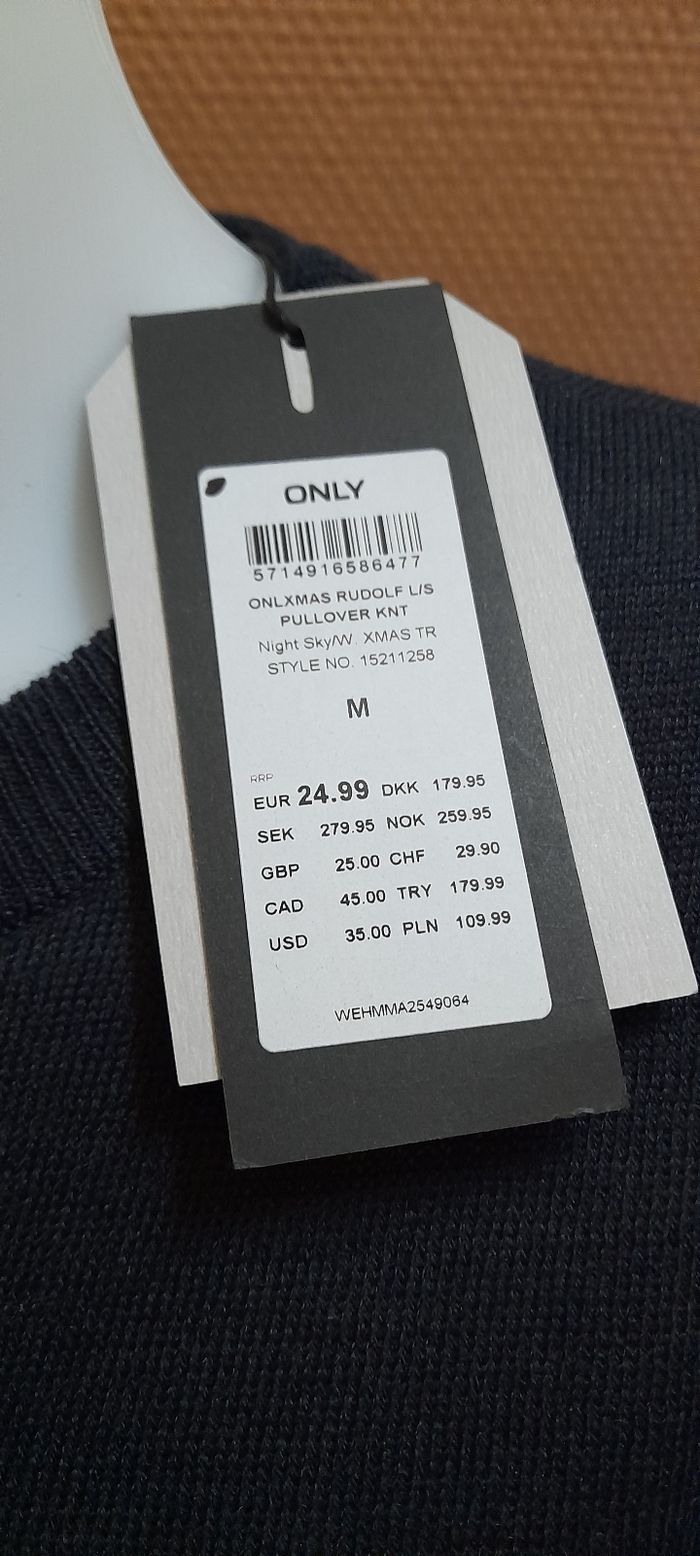 ONLY
5714916586477
ONLXMAS RUDOLF L/S
PULLOVER KNT
Night Sky/W. XMAS TR
STYLE NO. 15211258
M
RRP
EUR 24.99 DKK 179.95
SEK 279.95 NOK 259.95
GBP 25.00 CHF 29.90
CAD 45.00 TRY 179.99
USD 35.00 PLN 109.99
WEHMMA2549064